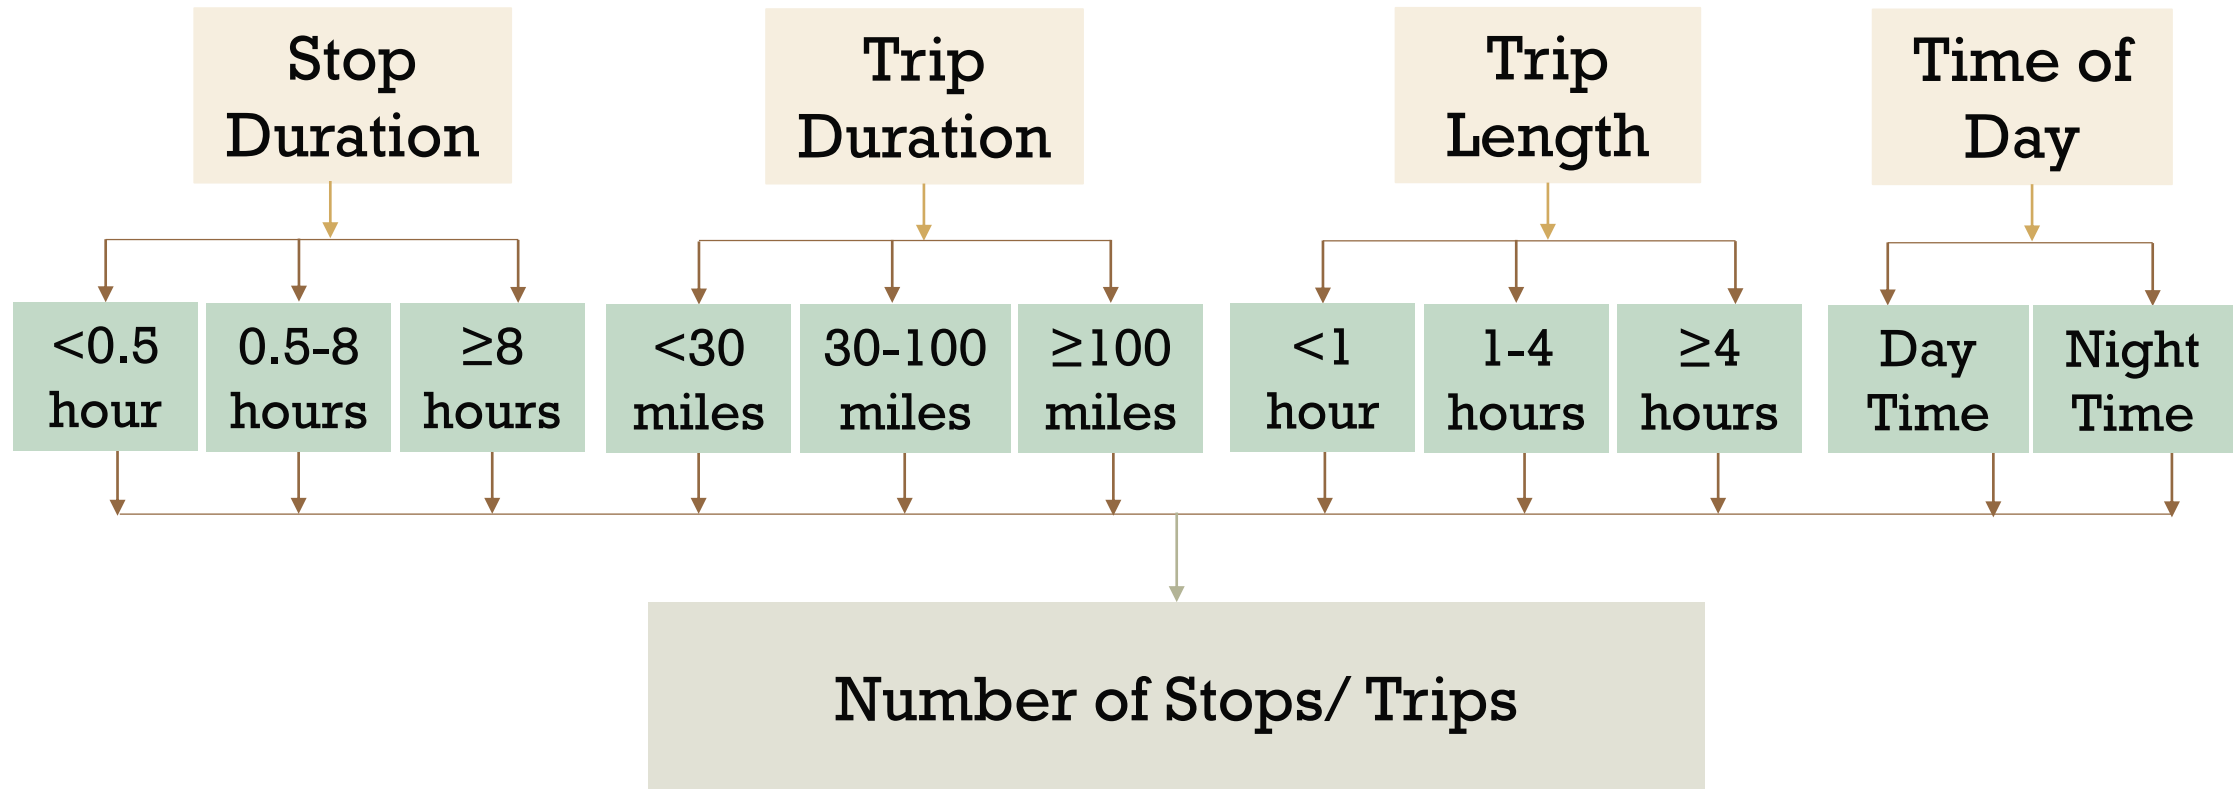 Stop
Duration
Trip
Duration
Trip
Length
Time of
Day
<0.5
hour
0.5-8
hours
≥8
hours
<30
miles
30-100
miles
≥100
miles
<1
hour
1-4
hours
≥4
hours
Day
Time
Night
Time
Number of Stops/ Trips